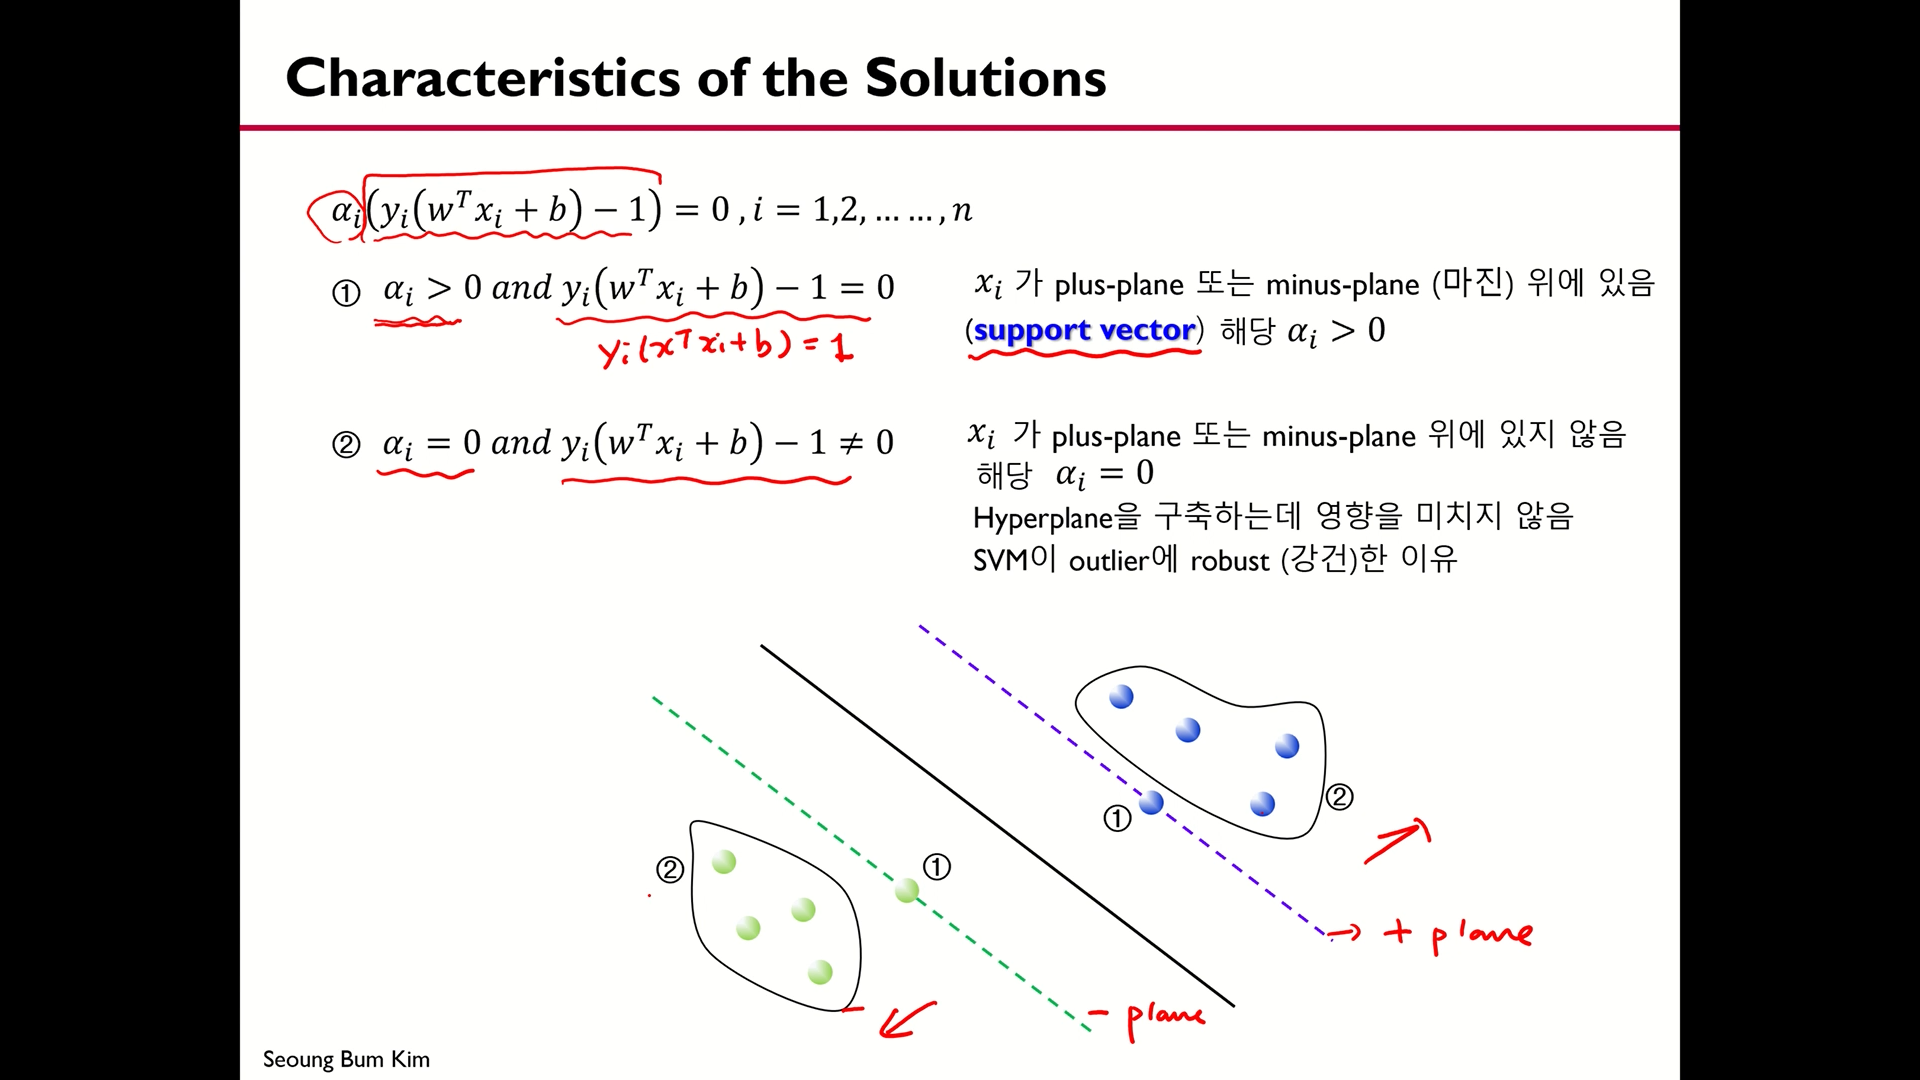 Characteristics of the Solutions
αᵢ(yᵢ(wᵀxᵢ + b) − 1) = 0 , i = 1,2, … … , n
① αᵢ > 0 and yᵢ(wᵀxᵢ + b) − 1 = 0
yᵢ(xᵀxᵢ+b) = 1
xᵢ 가 plus-plane 또는 minus-plane (마진) 위에 있음
(support vector) 해당 αᵢ > 0
② αᵢ = 0 and yᵢ(wᵀxᵢ + b) − 1 ≠ 0
xᵢ 가 plus-plane 또는 minus-plane 위에 있지 않음
해당 αᵢ = 0
Hyperplane을 구축하는데 영향을 미치지 않음
SVM이 outlier에 robust (강건)한 이유
②
①
①
②
→ + plane
− plane
Seoung Bum Kim